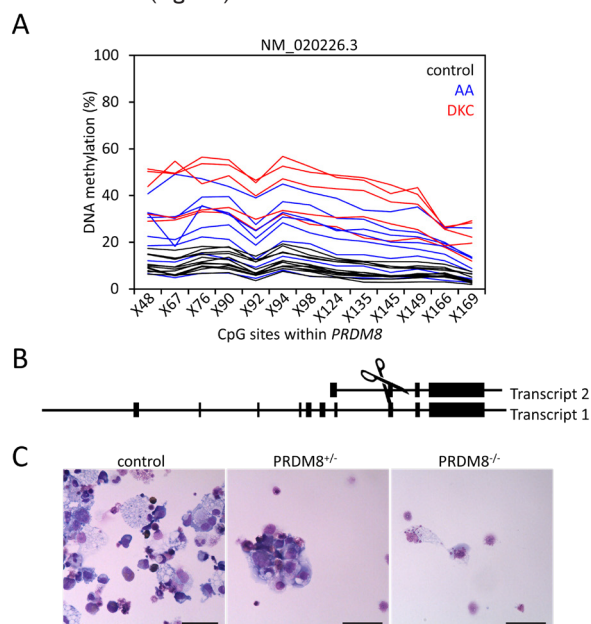 A
NM_020226.3
control
AA
DKC
100
80
60
40
20
0
DNA methylation (%)
X48 X67 X76 X90 X92 X94 X98 X124 X135 X145 X149 X166 X169
CpG sites within PRDM8
B
Transcript 2
Transcript 1
C
control PRDM8+/- PRDM8-/-